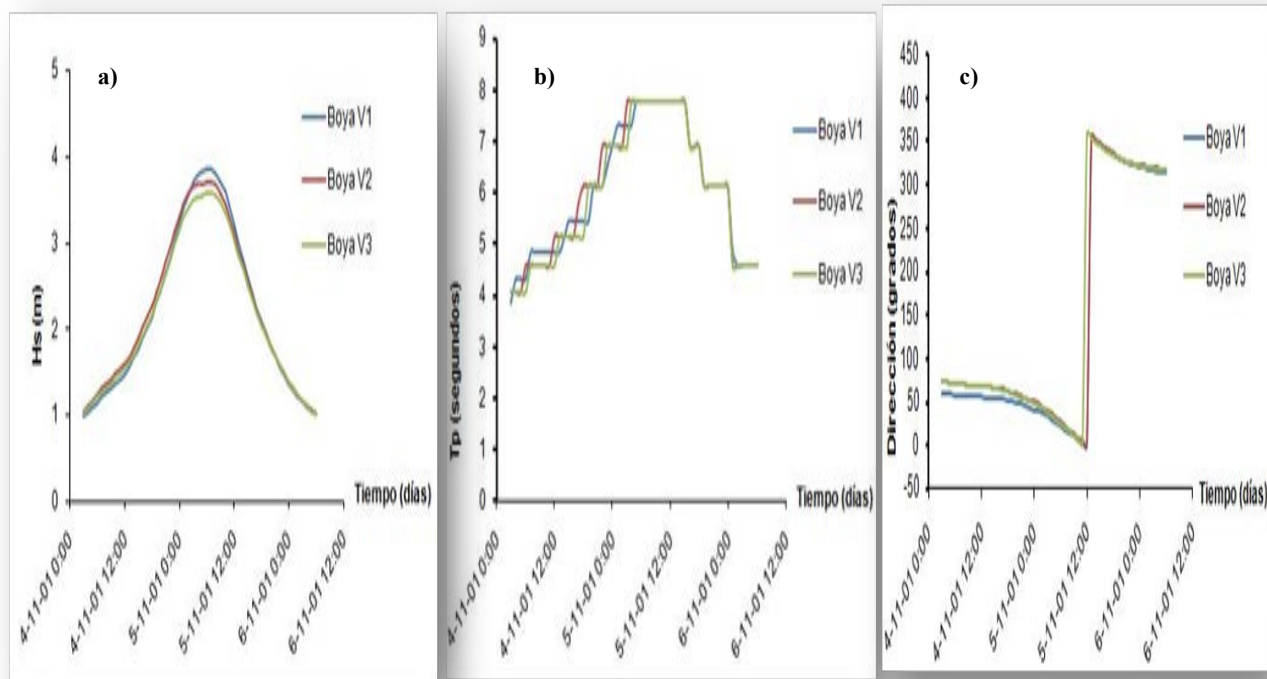 a)
Hs (m)
5
4
3
2
1
0
Boya V1
Boya V2
Boya V3
Tiempo (días)
4-11-01 0:00
4-11-01 12:00
5-11-01 0:00
5-11-01 12:00
6-11-01 0:00
6-11-01 12:00
b)
Tp (segundos)
9
8
7
6
5
4
3
2
1
0
Boya V1
Boya V2
Boya V3
Tiempo (días)
4-11-01 0:00
4-11-01 12:00
5-11-01 0:00
5-11-01 12:00
6-11-01 0:00
6-11-01 12:00
c)
Dirección (grados)
450
400
350
300
250
200
150
100
50
0
-50
Boya V1
Boya V2
Boya V3
Tiempo (días)
4-11-01 0:00
4-11-01 12:00
5-11-01 0:00
5-11-01 12:00
6-11-01 0:00
6-11-01 12:00